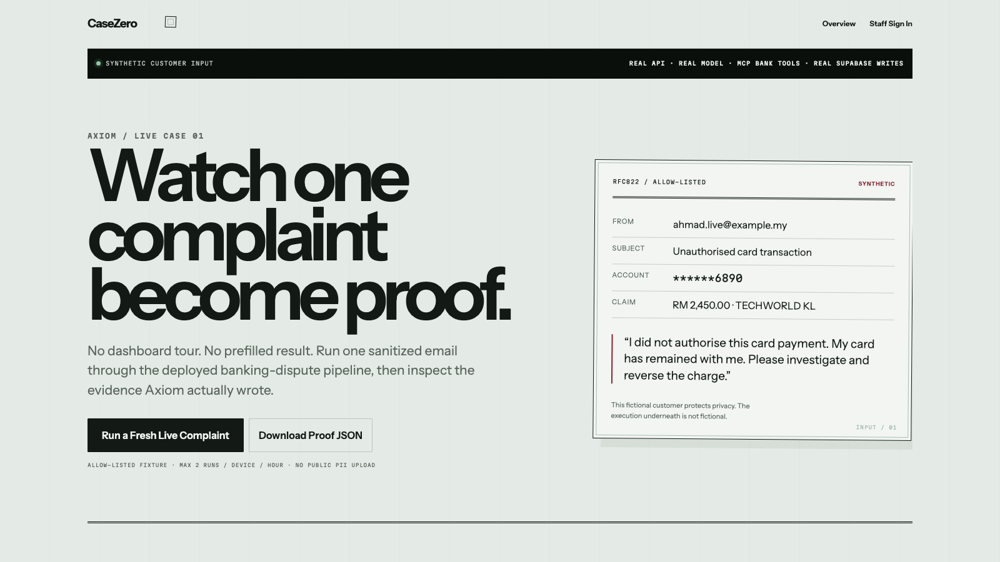 CaseZero
Overview
Staff Sign In
SYNTHETIC CUSTOMER INPUT
REAL API · REAL MODEL · MCP BANK TOOLS · REAL SUPABASE WRITES
AXIOM / LIVE CASE 01
Watch one
complaint
become proof.
No dashboard tour. No prefilled result. Run one sanitized email
through the deployed banking-dispute pipeline, then inspect the
evidence Axiom actually wrote.
Run a Fresh Live Complaint
Download Proof JSON
ALLOW-LISTED FIXTURE · MAX 2 RUNS / DEVICE / HOUR · NO PUBLIC PII UPLOAD
RFC822 / ALLOW-LISTED
SYNTHETIC
FROM
ahmad.live@example.my
SUBJECT
Unauthorised card transaction
ACCOUNT
******6890
CLAIM
RM 2,450.00 · TECHWORLD KL
“I did not authorise this card payment. My card
has remained with me. Please investigate and
reverse the charge.”
This fictional customer protects privacy. The
execution underneath is not fictional.
INPUT / 01